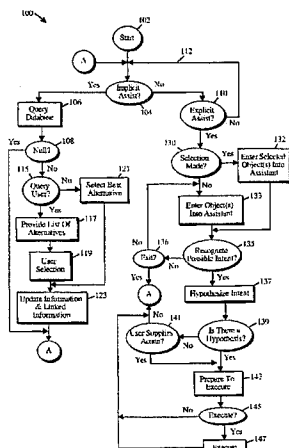 100
102
Start
A
112
Implicit
Assist?
104
Yes
No
Query
Database
106
110
Explicit
Assist?
No
Yes
Null?
108
Yes
No
130
Selection
Made?
Yes
132
Enter Selected
Object(s) Into
Assistant
No
115
Query
User?
No
121
Select Best
Alternative
Yes
Provide List Of
Alternatives
117
Enter Object(s)
Into Assistant
133
User
Selection
119
No
136
Exit?
No
Recognize
Possible Intent?
135
Yes
Yes
Update Information
& Linked
Information
123
A
Hypothesize Intent
137
A
141
User Supplies
Action?
No
Is There a
Hypothesis?
139
No
Yes
Yes
Prepare To
Execute
143
Execute?
145
No
Yes
Execute
147